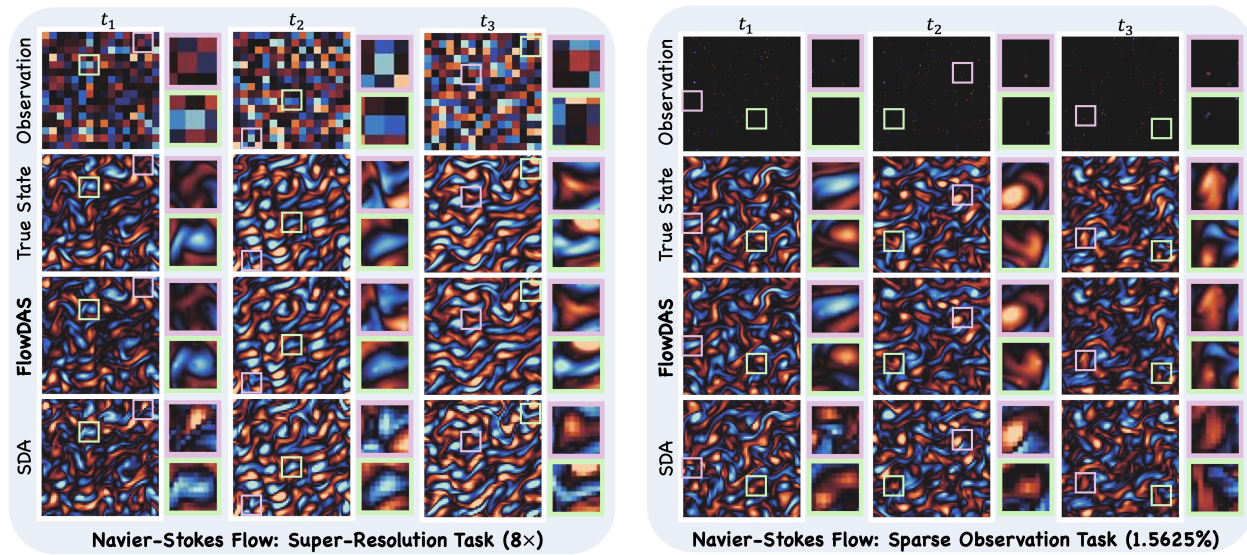 t₁ t₂ t₃
Observation
True State
FlowDAS
SDA
Navier-Stokes Flow: Super-Resolution Task (8×)
t₁ t₂ t₃
Observation
True State
FlowDAS
SDA
Navier-Stokes Flow: Sparse Observation Task (1.5625%)